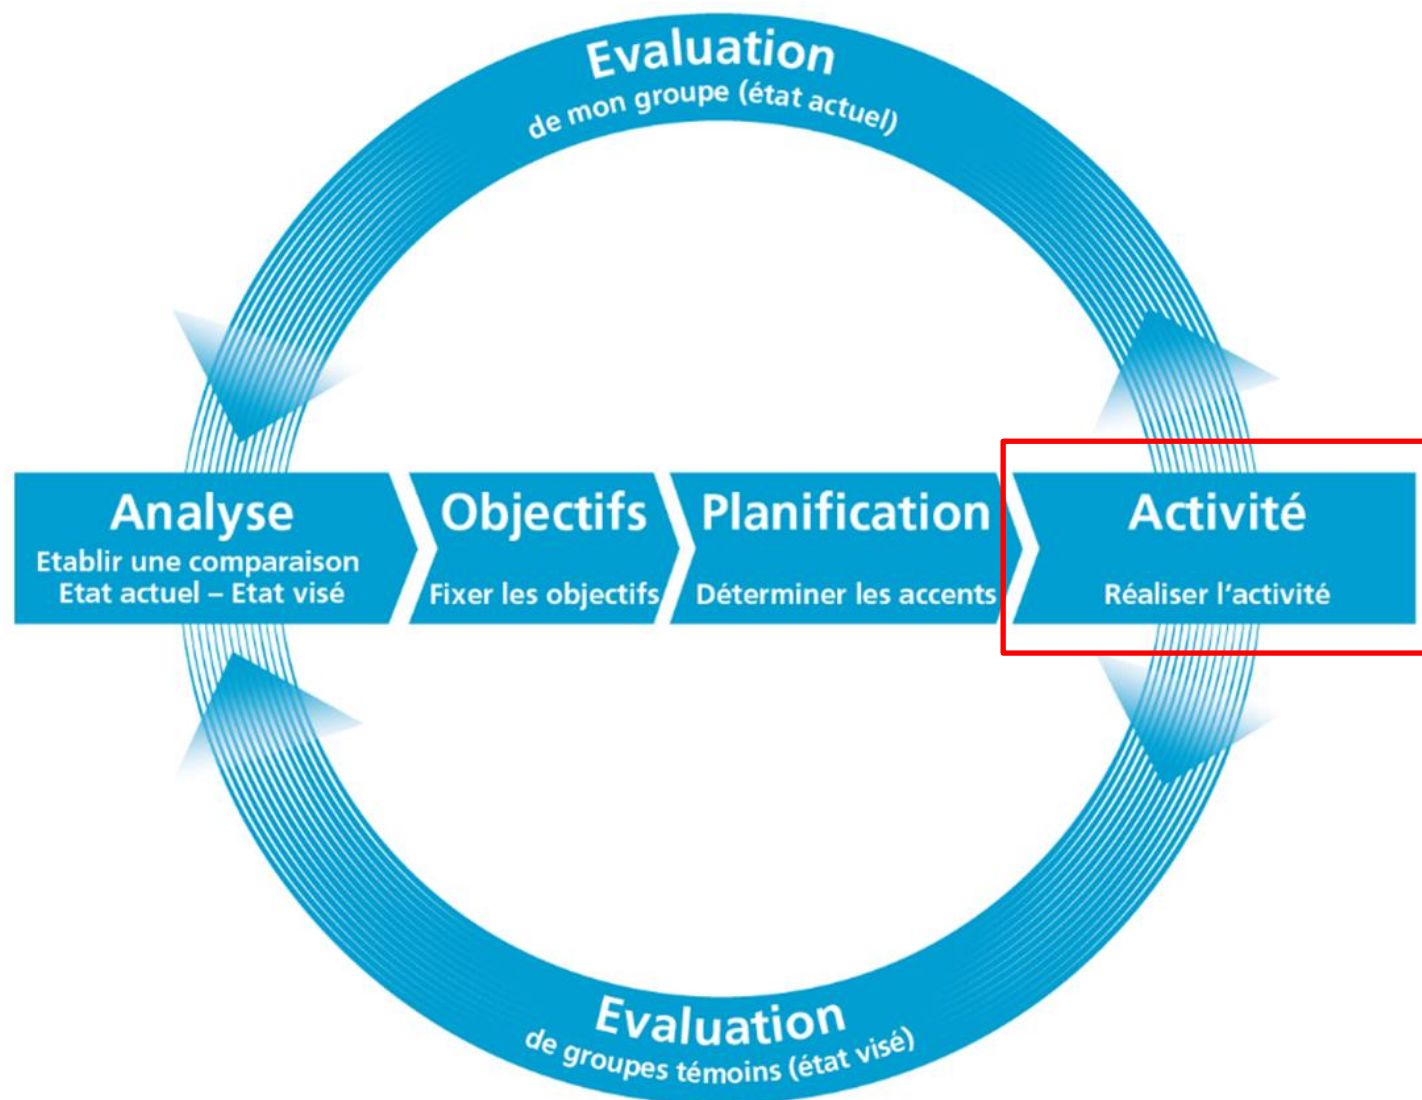 Evaluation
de mon groupe (état actuel)
Analyse
Etablir une comparaison
Etat actuel – Etat visé
Objectifs
Fixer les objectifs
Planification
Déterminer les accents
Activité
Réaliser l’activité
Evaluation
de groupes témoins (état visé)